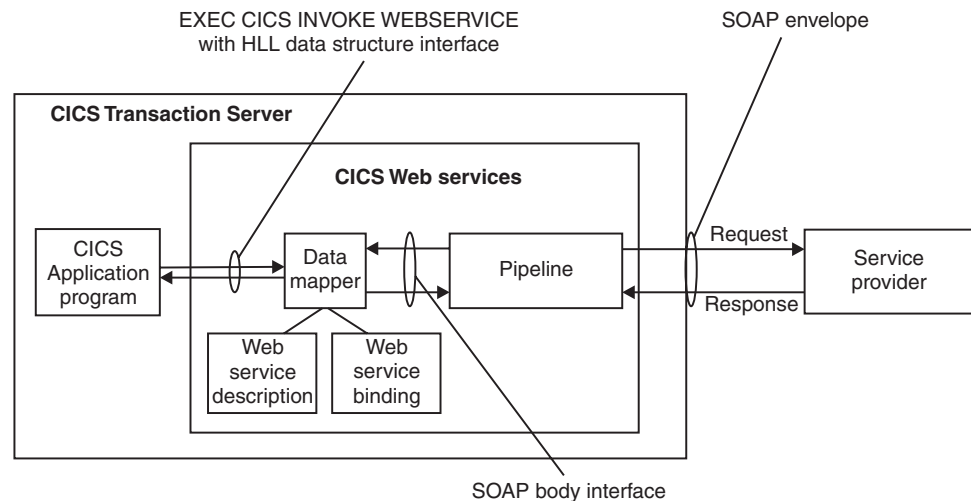 EXEC CICS INVOKE WEBSERVICE
with HLL data structure interface
SOAP envelope
CICS Transaction Server
CICS Web services
CICS
Application
program
Data
mapper
Pipeline
Request
Response
Service
provider
Web
service
description
Web
service
binding
SOAP body interface